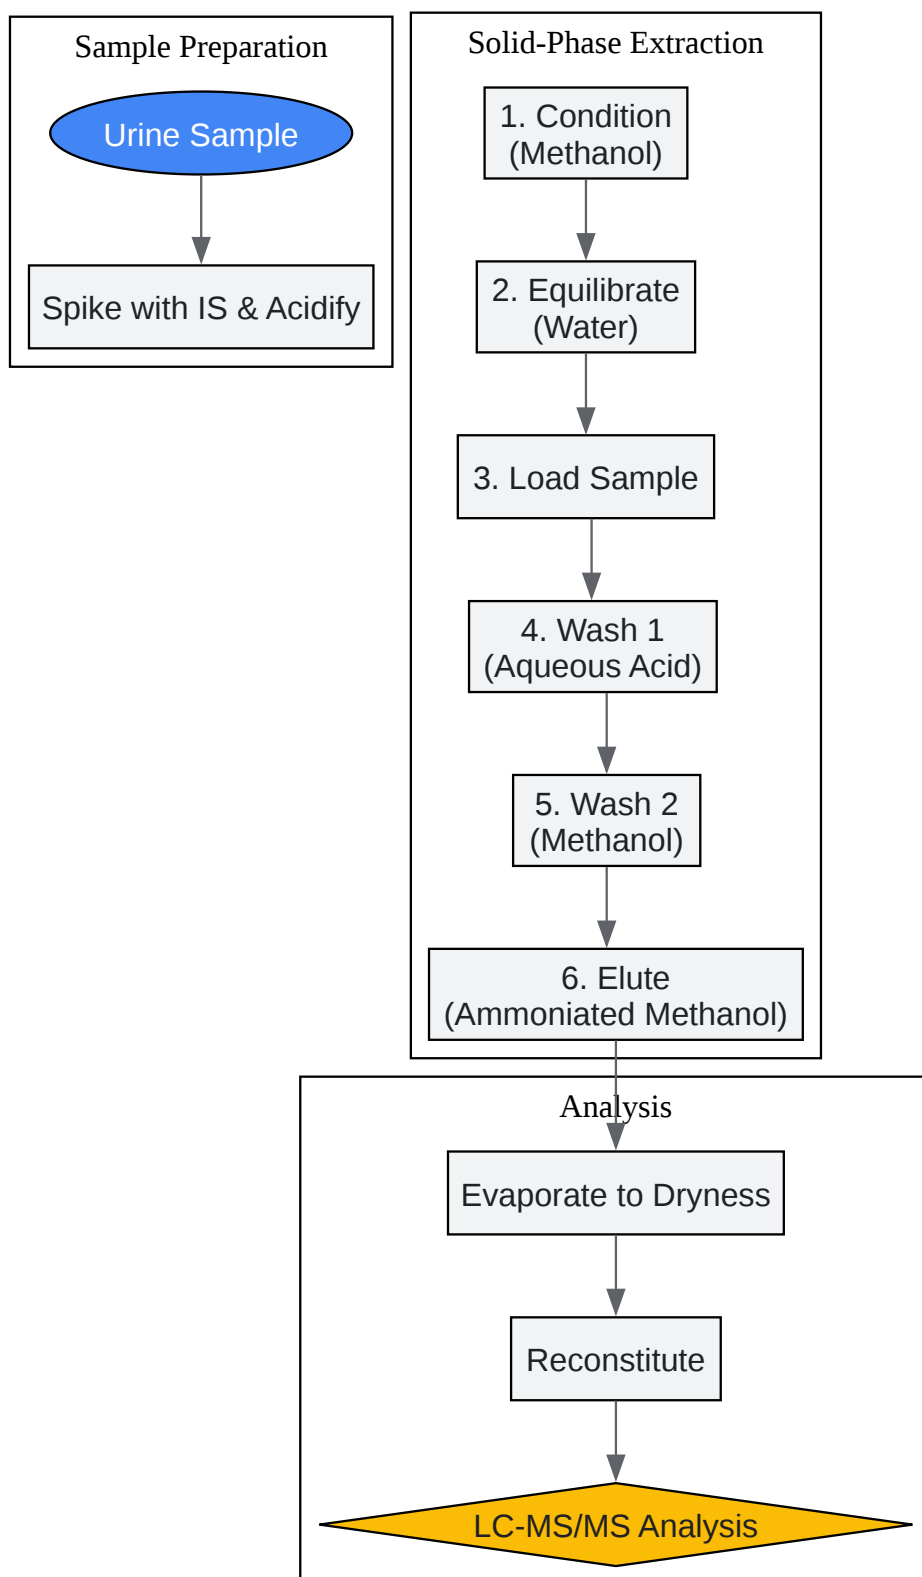 Sample Preparation
Urine Sample
Spike with IS & Acidify
Solid-Phase Extraction
1. Condition
(Methanol)
2. Equilibrate
(Water)
3. Load Sample
4. Wash 1
(Aqueous Acid)
5. Wash 2
(Methanol)
6. Elute
(Ammoniated Methanol)
Analysis
Evaporate to Dryness
Reconstitute
LC-MS/MS Analysis